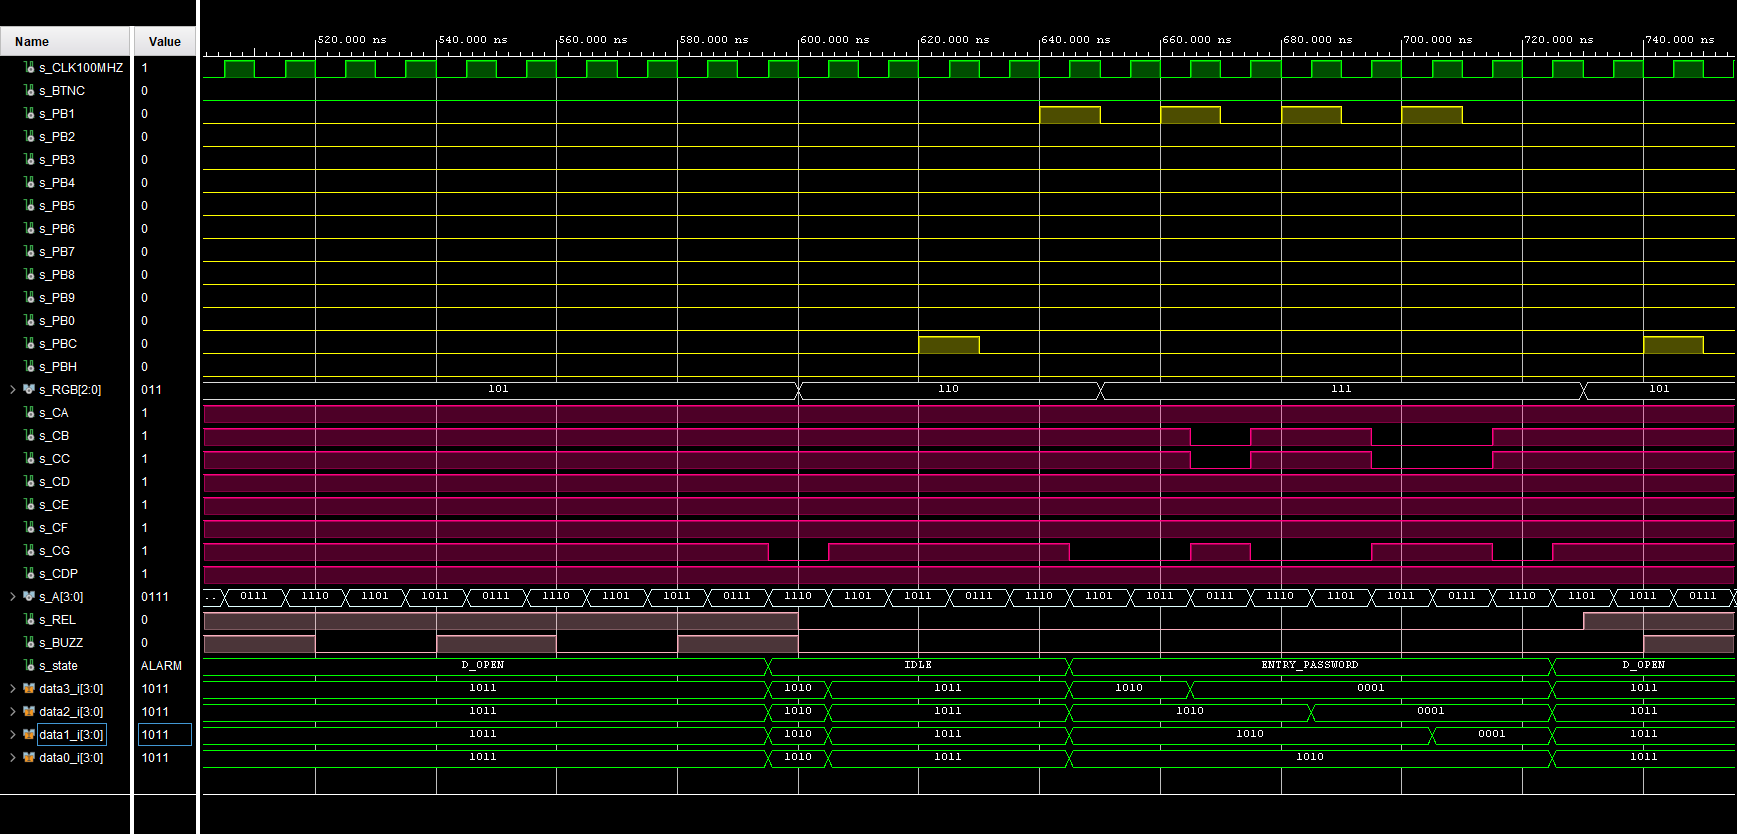 Name Value
520.000 ns 540.000 ns 560.000 ns 580.000 ns 600.000 ns 620.000 ns 640.000 ns 660.000 ns 680.000 ns 700.000 ns 720.000 ns 740.000 ns
s_CLK100MHZ 1
s_BTNC 0
s_PB1 0
s_PB2 0
s_PB3 0
s_PB4 0
s_PB5 0
s_PB6 0
s_PB7 0
s_PB8 0
s_PB9 0
s_PB0 0
s_PBC 0
s_PBH 0
s_RGB[2:0] 011 101 110 111 101
s_CA 1
s_CB 1
s_CC 1
s_CD 1
s_CE 1
s_CF 1
s_CG 1
s_CDP 1
s_A[3:0] 0111 .. 0111 1110 1101 1011 0111 1110 1101 1011 0111 1110 1101 1011 0111 1110 1101 1011 0111 1110 1101 1011 0111 1110 1101 1011 0111
s_REL 0
s_BUZZ 0
s_state ALARM D_OPEN IDLE ENTRY_PASSWORD D_OPEN
data3_i[3:0] 1011 1011 1010 1011 1010 0001 1011
data2_i[3:0] 1011 1011 1010 1011 1010 0001 1011
data1_i[3:0] 1011 1011 1010 1011 1010 0001 1011
data0_i[3:0] 1011 1011 1010 1011 1010 1011